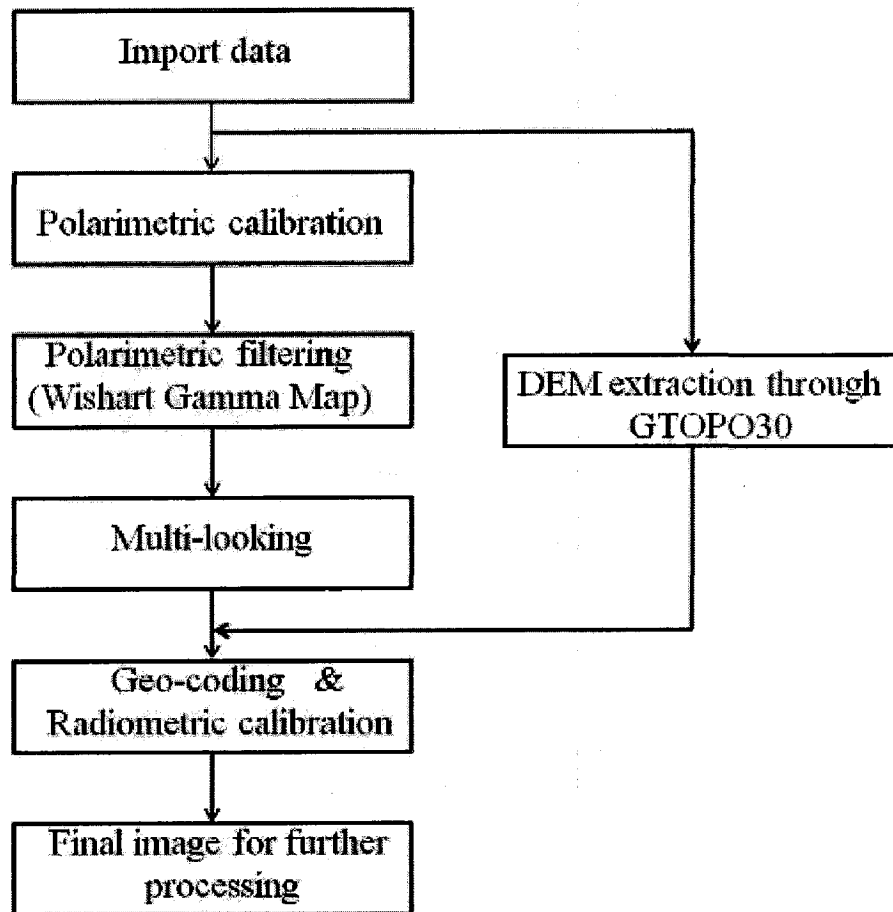 Import data
Polarimetric calibration
Polarimetric filtering
(Wishart Gamma Map)
DEM extraction through
GTOPO30
Multi-looking
Geo-coding &
Radiometric calibration
Final image for further
processing